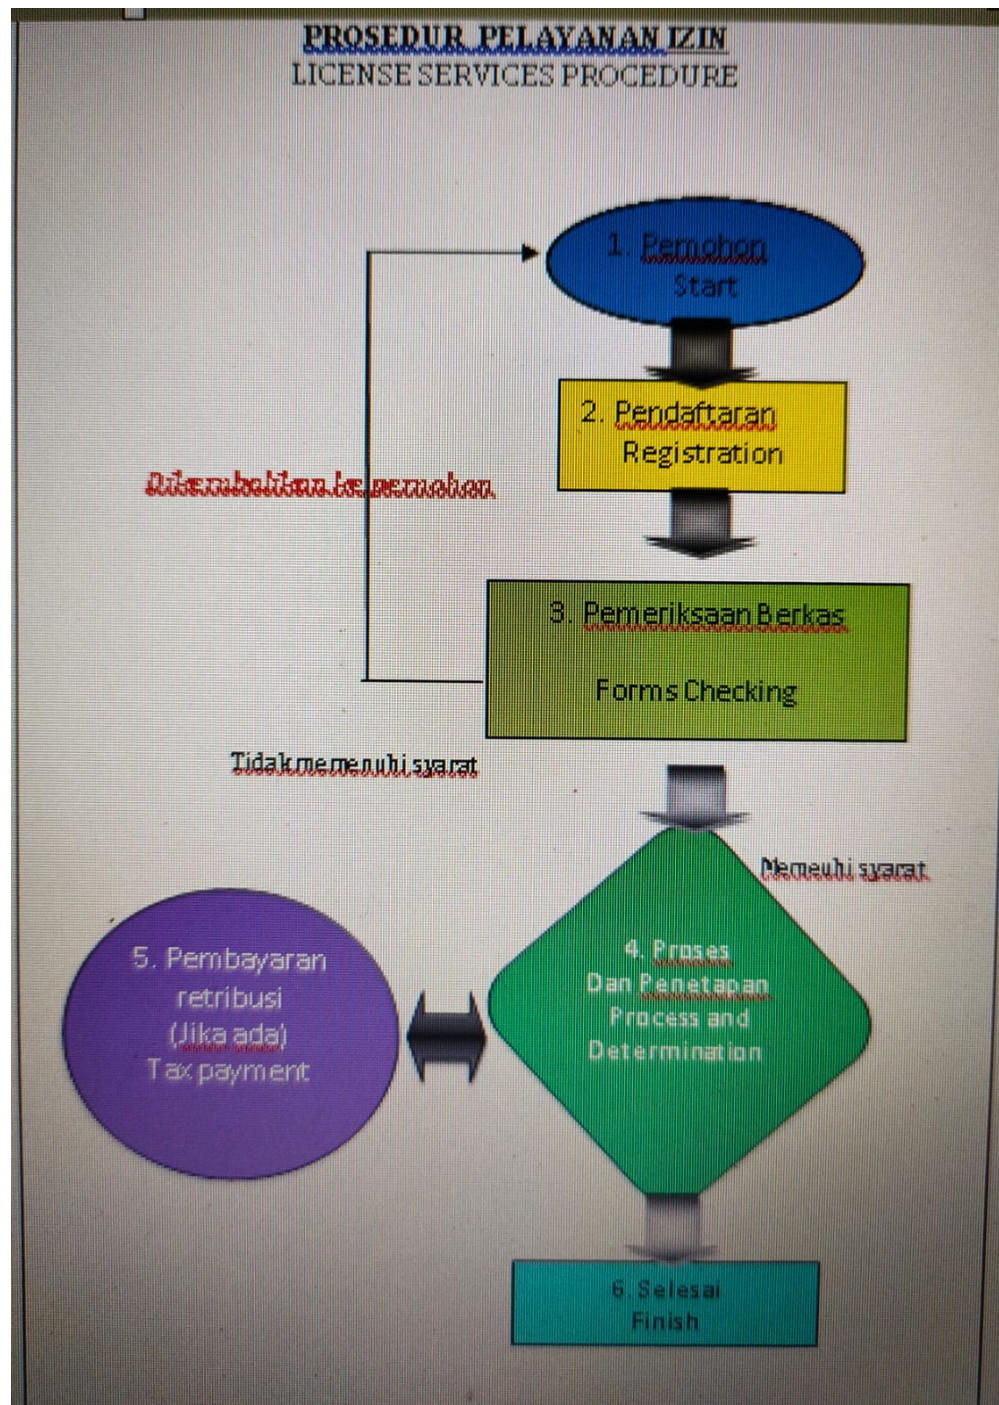 PROSEDUR PELAYANAN IZIN
LICENSE SERVICES PROCEDURE
1. Pemohon
Start
2. Pendaftaran
Registration
Dikembalikan ke pemohon
3. Pemeriksaan Berkas
Forms Checking
Tidak memenuhi syarat
Memeuhi syarat
4. Proses
Dan Penetapan
Process and
Determination
5. Pembayaran
retribusi
(Jika ada)
Tax payment
6. Selesai
Finish